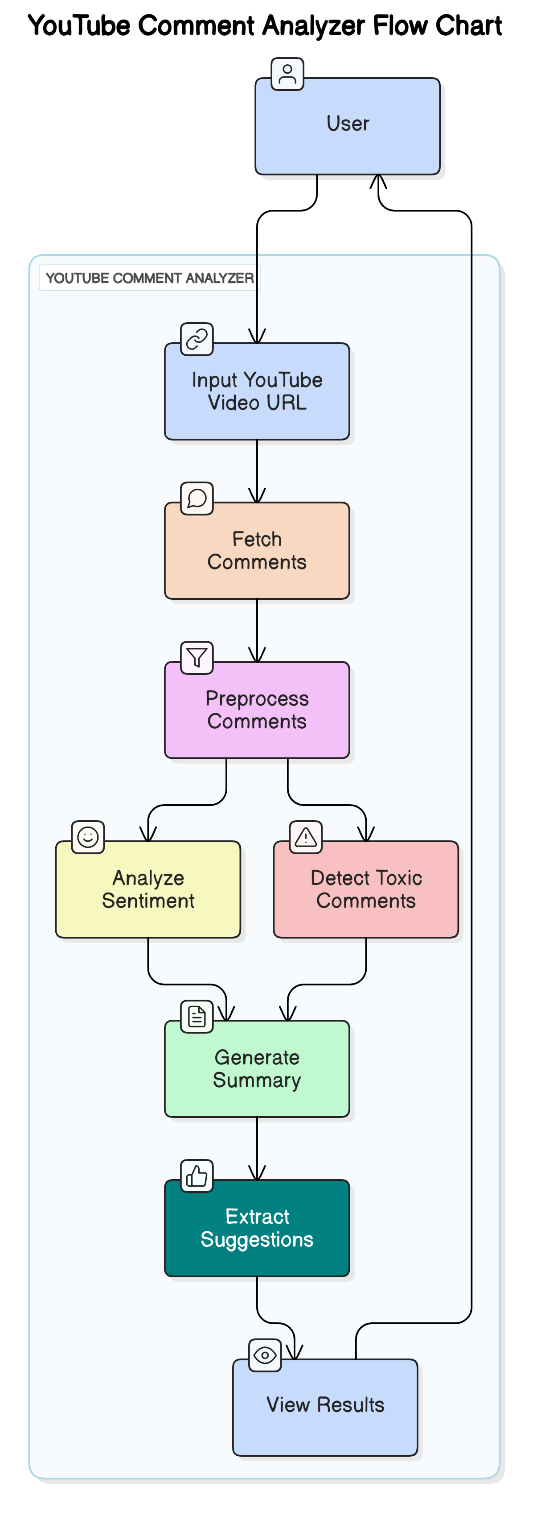 YouTube Comment Analyzer Flow Chart
User
YOUTUBE COMMENT ANALYZER
Input YouTube
Video URL
Fetch
Comments
Preprocess
Comments
Analyze
Sentiment
Detect Toxic
Comments
Generate
Summary
Extract
Suggestions
View Results